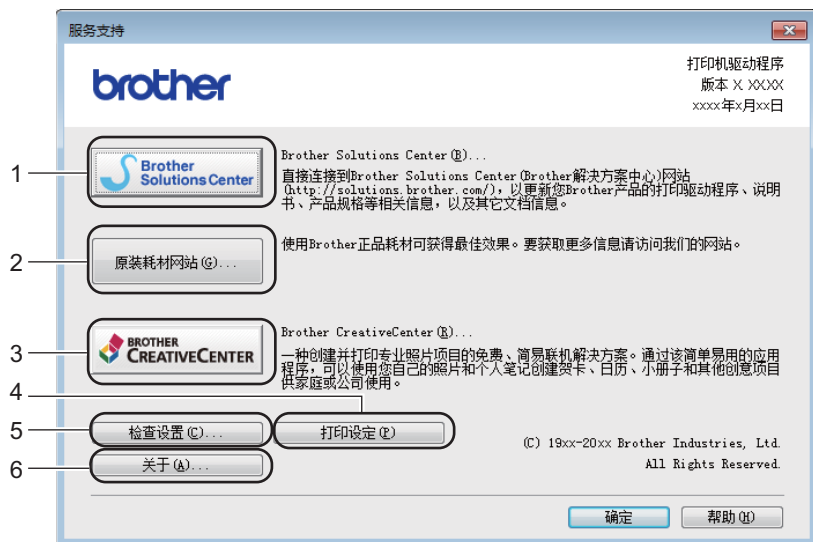 服务支持
brother
打印机驱动程序
版本 X.XXXX
xxxx年x月xx日
1
Brother
Solutions Center
Brother Solutions Center(B)...
直接连接到Brother Solutions Center(Brother解决方案中心)网站
(http://solutions.brother.com/)，以更新您Brother产品的打印驱动程序、说明
书、产品规格等相关信息，以及其它文档信息。
2
原装耗材网站(G)...
使用Brother正品耗材可获得最佳效果。要获取更多信息请访问我们的网站。
3
BROTHER
CREATIVECENTER
Brother CreativeCenter(R)...
一种创建并打印专业照片项目的免费、简易联机解决方案。通过该简单易用的应用
程序，可以使用您自己的照片和个人笔记创建贺卡、日历、小册子和其他创意项目
供家庭或公司使用。
4
5
检查设置(C)...
打印设定(P)
6
关于(A)...
(C) 19xx-20xx Brother Industries, Ltd.
All Rights Reserved.
确定
帮助(H)